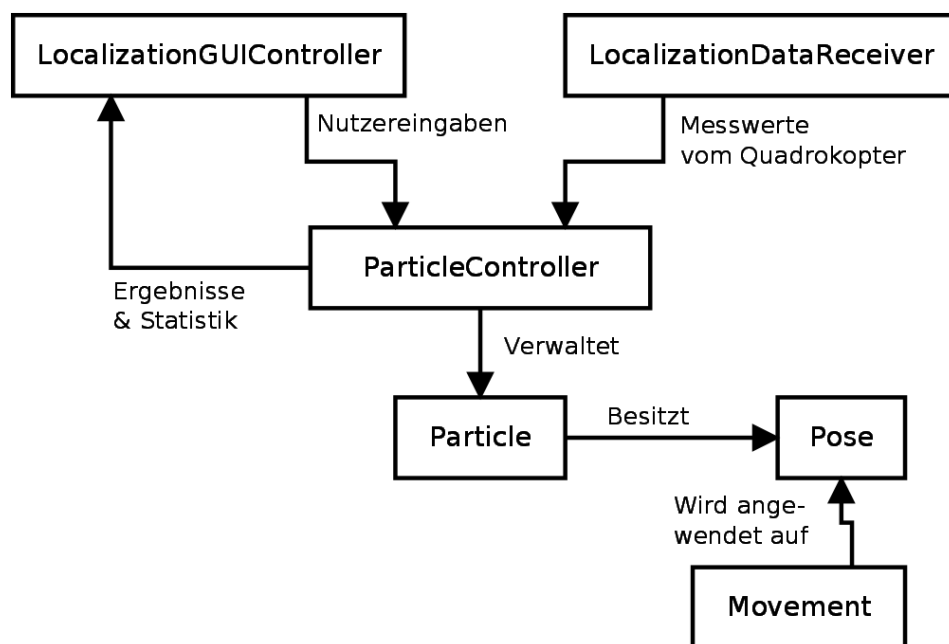 LocalizationGUIController
LocalizationDataReceiver
Nutzereingaben
Messwerte
vom Quadrokopter
ParticleController
Ergebnisse
& Statistik
Verwaltet
Particle
Besitzt
Pose
Wird ange-
wendet auf
Movement